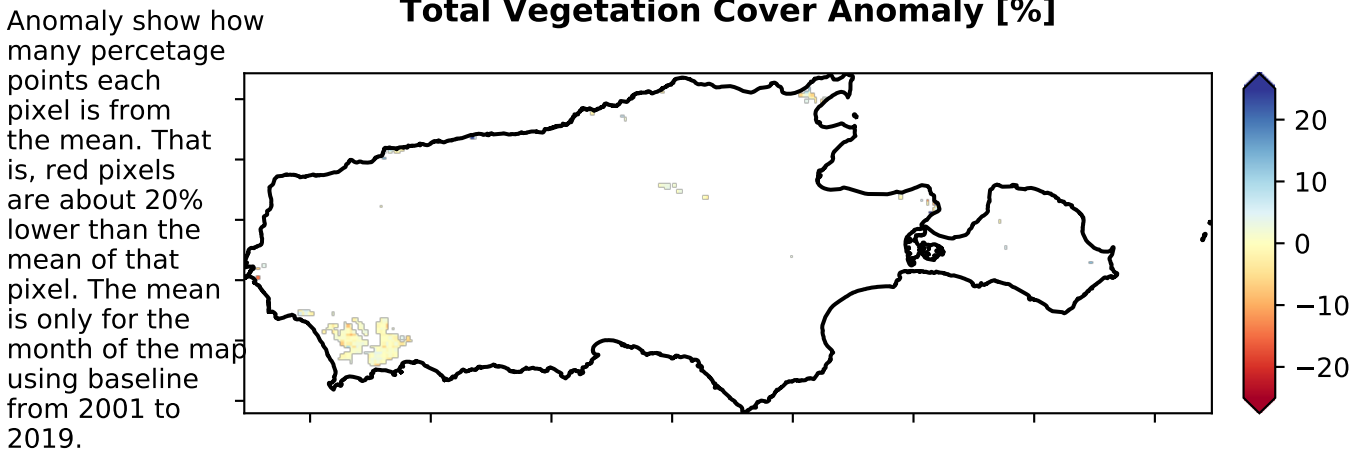 Total Vegetation Cover Anomaly [%]
Anomaly show how
many percetage
points each
pixel is from
the mean. That
is, red pixels
are about 20%
lower than the
mean of that
pixel. The mean
is only for the
month of the map
using baseline
from 2001 to
2019.
20
10
0
−10
−20